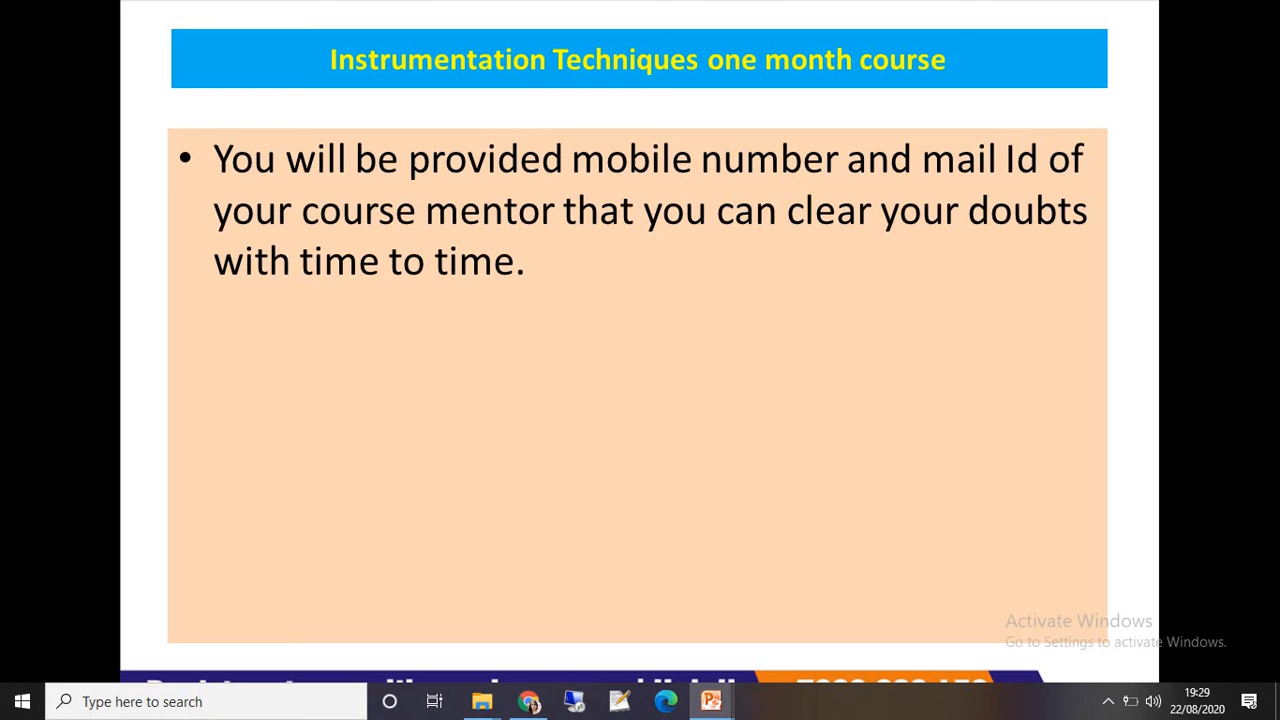 Instrumentation Techniques one month course
• You will be provided mobile number and mail Id of
your course mentor that you can clear your doubts
with time to time.
Activate Windows
Go to Settings to activate Windows.
Type here to search
19:29
22/08/2020